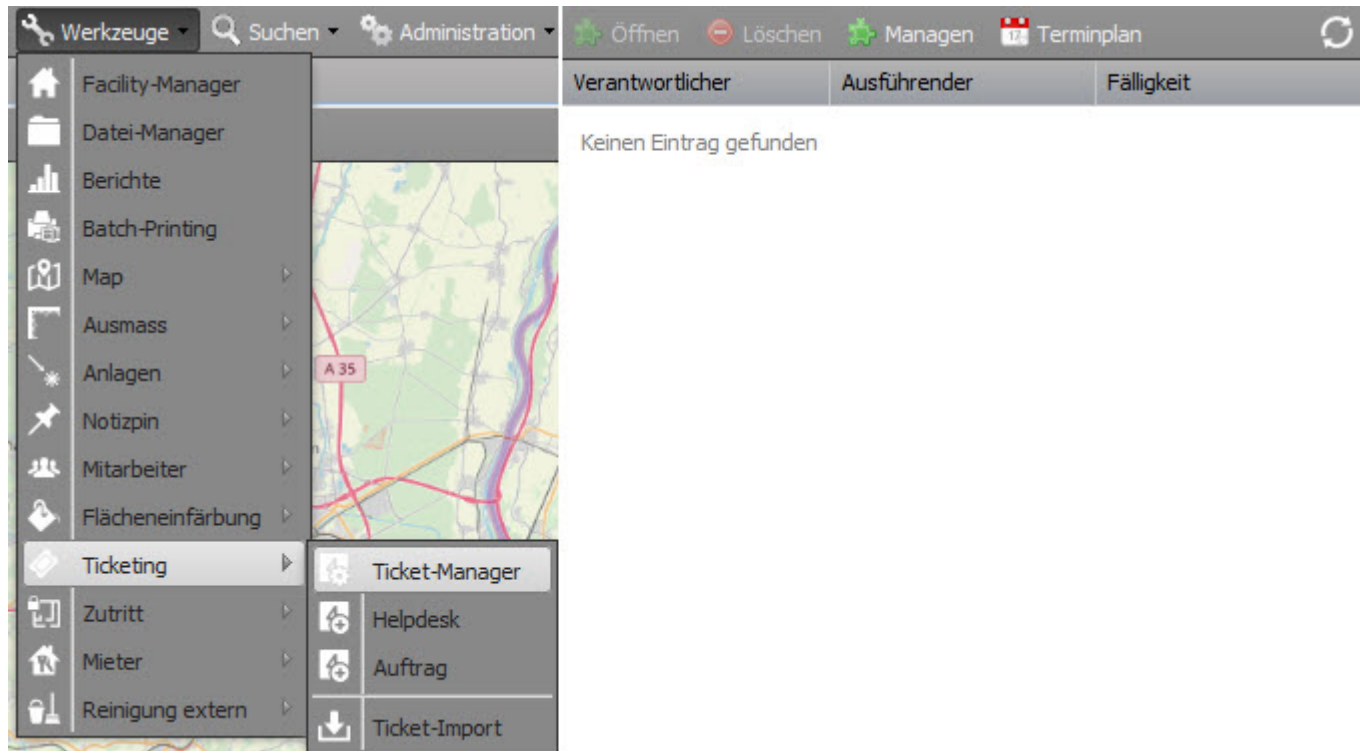 Werkzeuge Suchen Administration
Facility-Manager
Datei-Manager
Berichte
Batch-Printing
Map
Ausmass
Anlagen
Notizpin
Mitarbeiter
Flächeneinfärbung
Ticketing
Zutritt
Mieter
Reinigung extern
A 35
Ticket-Manager
Helpdesk
Auftrag
Ticket-Import
Öffnen Löschen Managen 17 Terminplan
Verantwortlicher Ausführender Fälligkeit
Keinen Eintrag gefunden